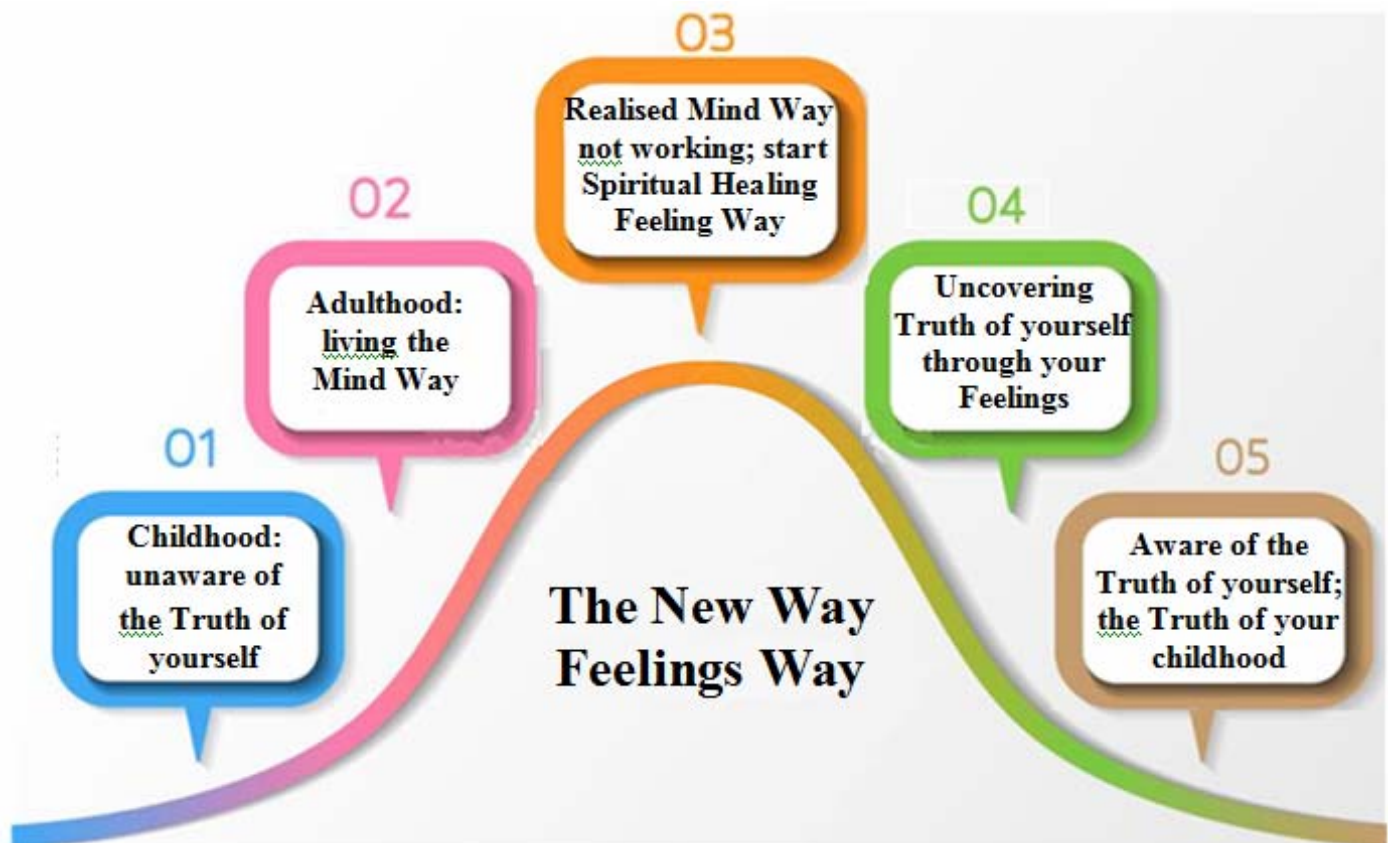 01
Childhood:
unaware of
the Truth of
yourself
02
Adulthood:
living the
Mind Way
03
Realised Mind Way
not working; start
Spiritual Healing
Feeling Way
04
Uncovering
Truth of yourself
through your
Feelings
05
Aware of the
Truth of yourself;
the Truth of your
childhood
The New Way
Feelings Way